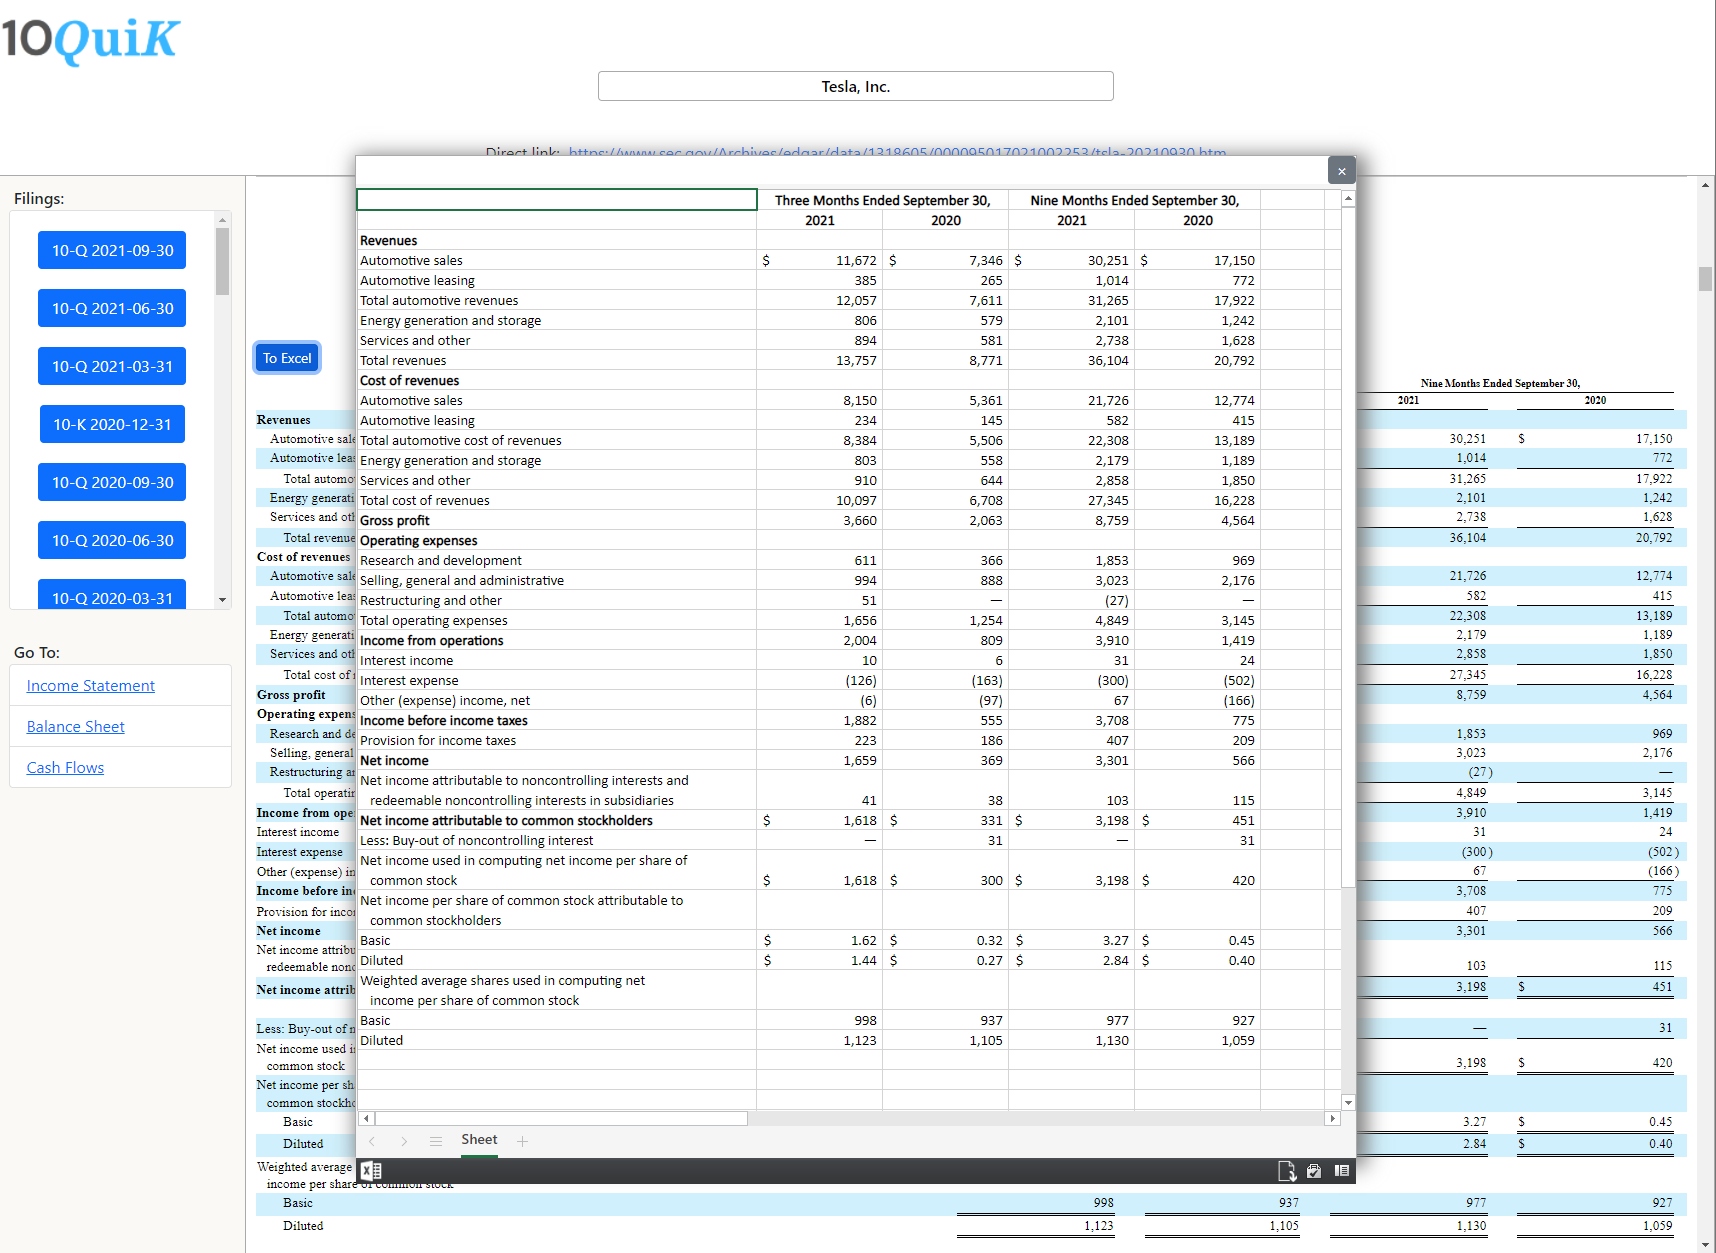 10QuiK
Tesla, Inc.
Direct link: https://www.sec.gov/Archives/edgar/data/1318605/000095017021002253/tsla-20210930.htm
Filings:
10-Q 2021-09-30
10-Q 2021-06-30
10-Q 2021-03-31
10-K 2020-12-31
10-Q 2020-09-30
10-Q 2020-06-30
10-Q 2020-03-31
Go To:
Income Statement
Balance Sheet
Cash Flows
To Excel
×
Three Months Ended September 30, Nine Months Ended September 30,
2021 2020 2021 2020
Revenues
Automotive sales $ 11,672 $ 7,346 $ 30,251 $ 17,150
Automotive leasing 385 265 1,014 772
Total automotive revenues 12,057 7,611 31,265 17,922
Energy generation and storage 806 579 2,101 1,242
Services and other 894 581 2,738 1,628
Total revenues 13,757 8,771 36,104 20,792
Cost of revenues
Automotive sales 8,150 5,361 21,726 12,774
Automotive leasing 234 145 582 415
Total automotive cost of revenues 8,384 5,506 22,308 13,189
Energy generation and storage 803 558 2,179 1,189
Services and other 910 644 2,858 1,850
Total cost of revenues 10,097 6,708 27,345 16,228
Gross profit 3,660 2,063 8,759 4,564
Operating expenses
Research and development 611 366 1,853 969
Selling, general and administrative 994 888 3,023 2,176
Restructuring and other 51 — (27) —
Total operating expenses 1,656 1,254 4,849 3,145
Income from operations 2,004 809 3,910 1,419
Interest income 10 6 31 24
Interest expense (126) (163) (300) (502)
Other (expense) income, net (6) (97) 67 (166)
Income before income taxes 1,882 555 3,708 775
Provision for income taxes 223 186 407 209
Net income 1,659 369 3,301 566
Net income attributable to noncontrolling interests and
redeemable noncontrolling interests in subsidiaries 41 38 103 115
Net income attributable to common stockholders $ 1,618 $ 331 $ 3,198 $ 451
Less: Buy-out of noncontrolling interest — 31 — 31
Net income used in computing net income per share of
common stock $ 1,618 $ 300 $ 3,198 $ 420
Net income per share of common stock attributable to
common stockholders
Basic $ 1.62 $ 0.32 $ 3.27 $ 0.45
Diluted $ 1.44 $ 0.27 $ 2.84 $ 0.40
Weighted average shares used in computing net
income per share of common stock
Basic 998 937 977 927
Diluted 1,123 1,105 1,130 1,059
Sheet
Nine Months Ended September 30,
2021 2020
Revenues
Automotive 30,251 $ 17,150
Automotive 1,014 772
Total 31,265 17,922
Energy 2,101 1,242
Services and 2,738 1,628
Total 36,104 20,792
Cost of revenues
Automotive 21,726 12,774
Automotive 582 415
Total 22,308 13,189
Energy 2,179 1,189
Services and 2,858 1,850
Total cost of 27,345 16,228
Gross profit 8,759 4,564
Operating
Research and 1,853 969
Selling, general 3,023 2,176
Restructuring (27) —
Total 4,849 3,145
Income from 3,910 1,419
Interest income 31 24
Interest expense (300) (502)
Other (expense) 67 (166)
Income before 3,708 775
Provision for 407 209
Net income 3,301 566
Net income
redeemable 103 115
Net income 3,198 $ 451
Less: Buy-out of — 31
Net income used
common stock 3,198 $ 420
Net income per
common
Basic 3.27 $ 0.45
Diluted 2.84 $ 0.40
Weighted average
income per share of common stock
Basic 998 937 977 927
Diluted 1,123 1,105 1,130 1,059